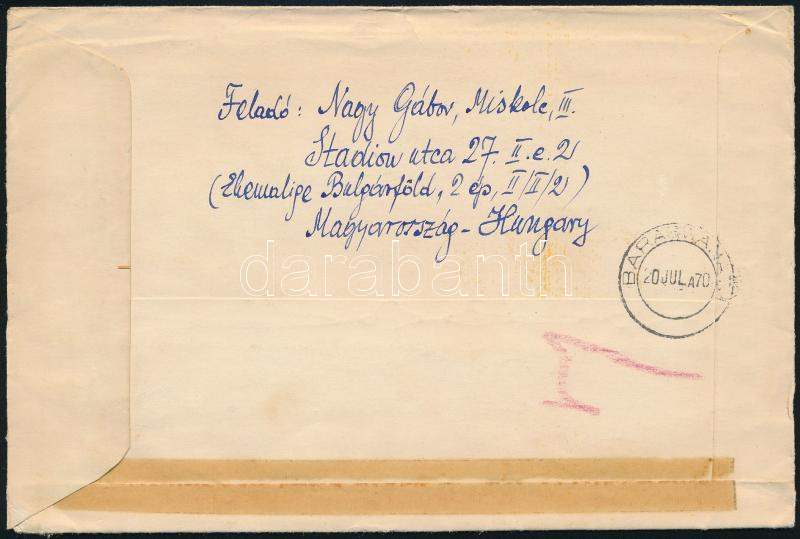 Feladó: Nagy Gábor, Miskolc, III.
Stadion utca 27. II. e. 2
(Ehemalige Bulgárföld, 2 ép, II/II/2)
Magyarország - Hungary
darabanth
20 JUL A70